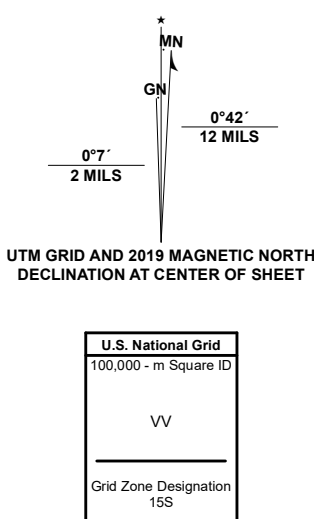 ★
MN
GN
0°42´
12 MILS
0°7´
2 MILS
UTM GRID AND 2019 MAGNETIC NORTH
DECLINATION AT CENTER OF SHEET
U.S. National Grid
100,000 - m Square ID
VV
Grid Zone Designation
15S